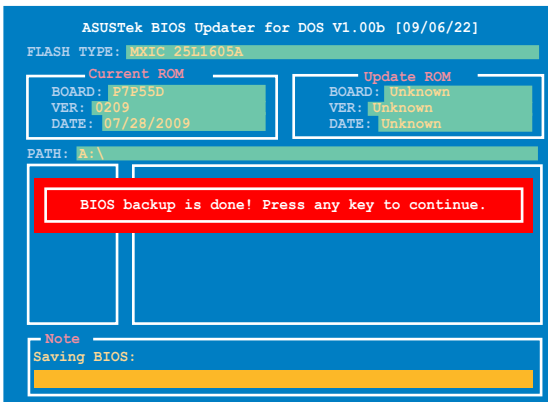 ASUSTek BIOS Updater for DOS V1.00b [09/06/22]
FLASH TYPE: MXIC 25L1605A
Current ROM
BOARD: P7P55D
VER: 0209
DATE: 07/28/2009
Update ROM
BOARD: Unknown
VER: Unknown
DATE: Unknown
PATH: A:\
BIOS backup is done! Press any key to continue.
Note
Saving BIOS: